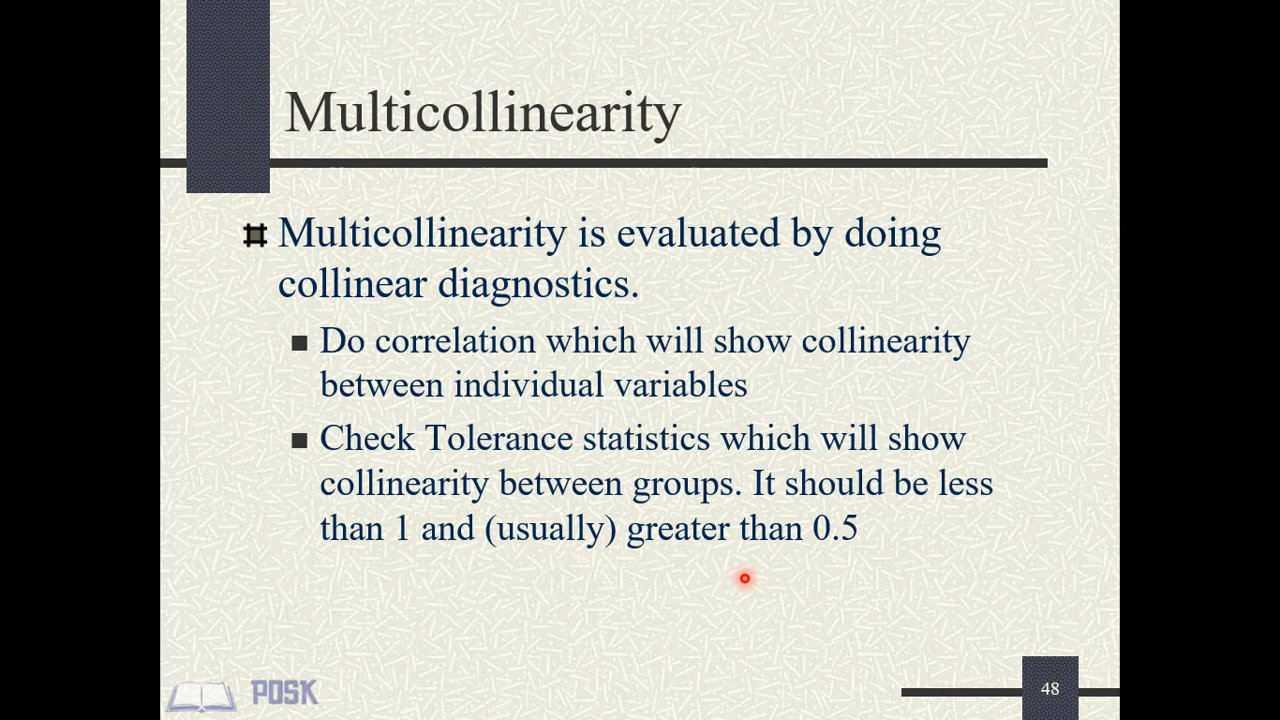 Multicollinearity
Multicollinearity is evaluated by doing
collinear diagnostics.
Do correlation which will show collinearity
between individual variables
Check Tolerance statistics which will show
collinearity between groups. It should be less
than 1 and (usually) greater than 0.5
POSK
48